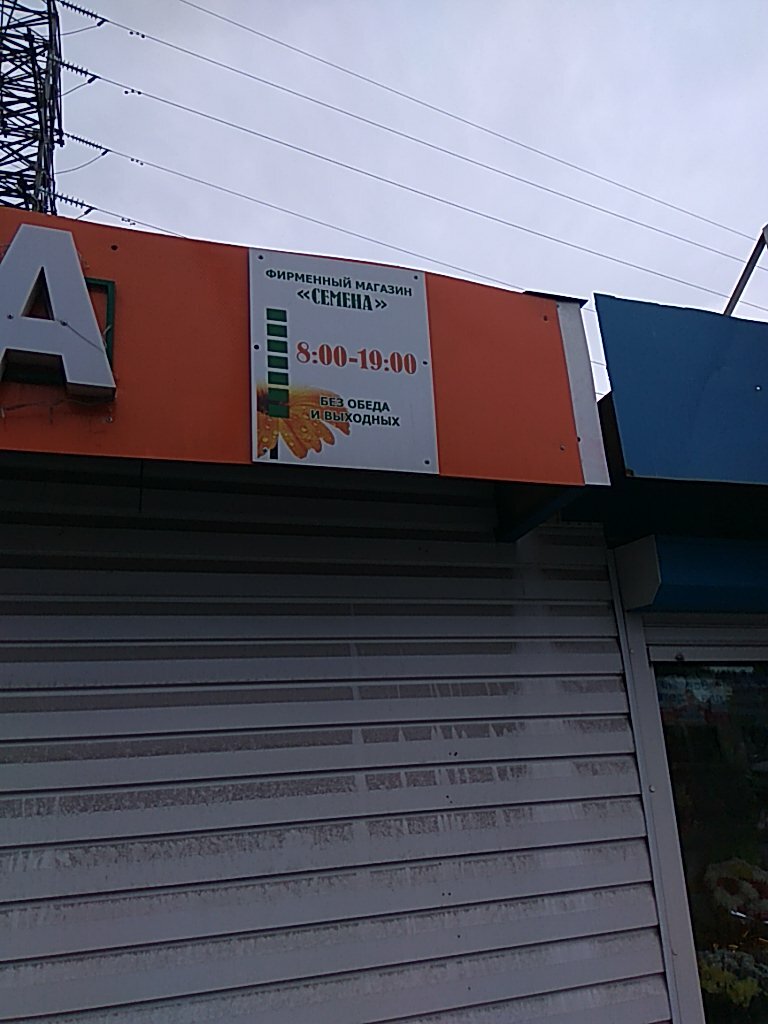 А
ФИРМЕННЫЙ МАГАЗИН
«СЕМЕНА»
8:00-19:00
БЕЗ ОБЕДА
И ВЫХОДНЫХ